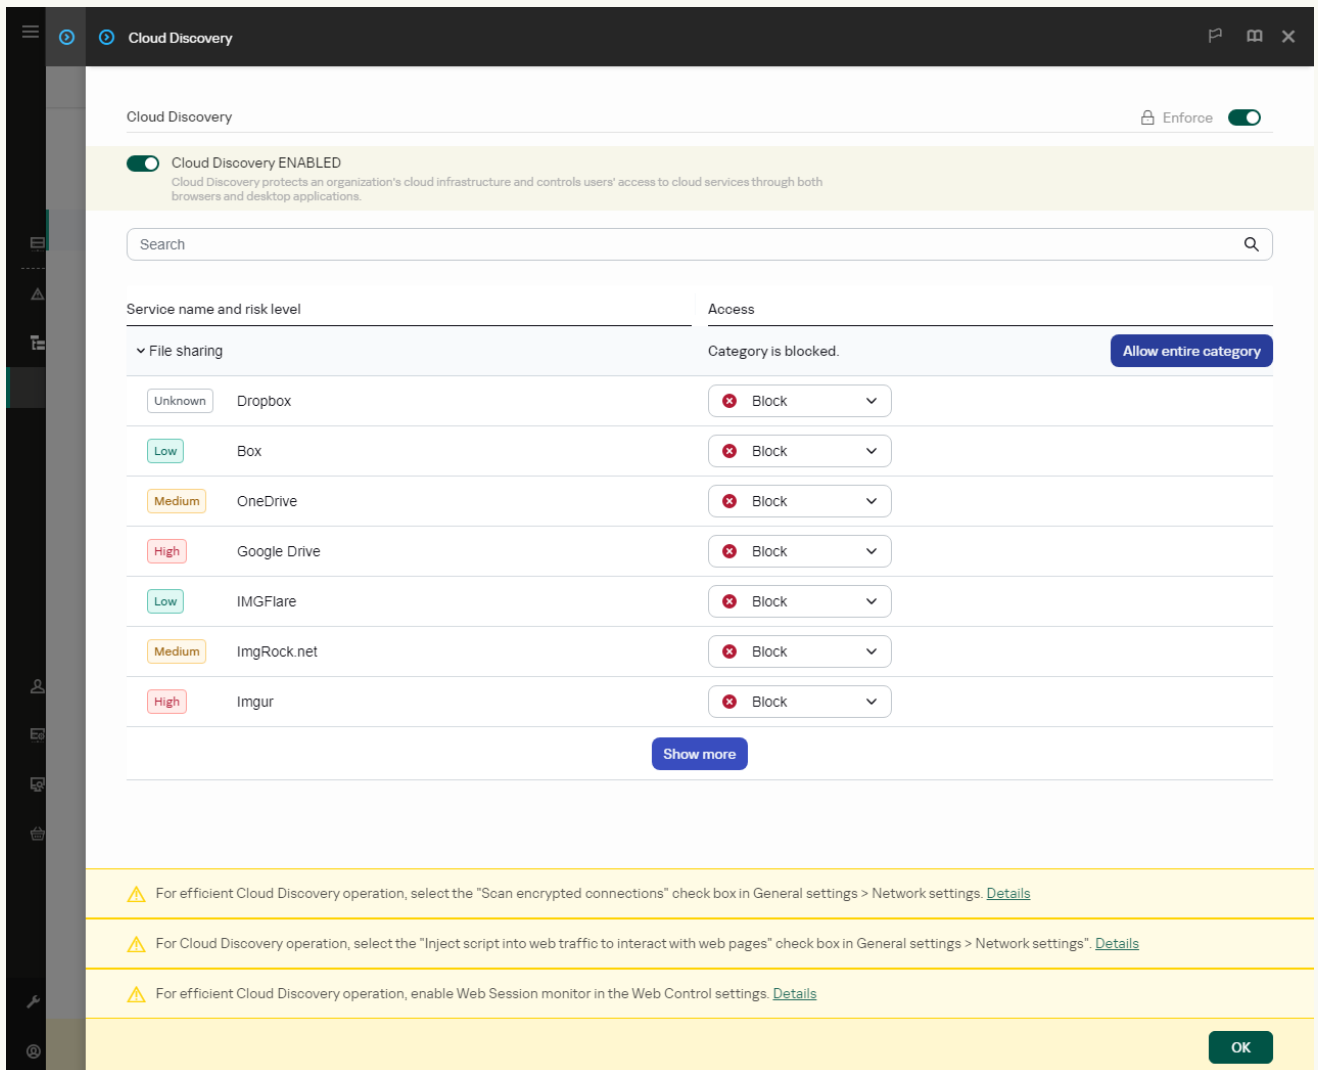 Cloud Discovery
Cloud Discovery
Enforce
Cloud Discovery ENABLED
Cloud Discovery protects an organization's cloud infrastructure and controls users' access to cloud services through both
browsers and desktop applications.
Search
Service name and risk level
Access
File sharing
Category is blocked.
Allow entire category
Unknown
Dropbox
Block
Low
Box
Block
Medium
OneDrive
Block
High
Google Drive
Block
Low
IMGFlare
Block
Medium
ImgRock.net
Block
High
Imgur
Block
Show more
For efficient Cloud Discovery operation, select the "Scan encrypted connections" check box in General settings > Network settings. Details
For Cloud Discovery operation, select the "Inject script into web traffic to interact with web pages" check box in General settings > Network settings". Details
For efficient Cloud Discovery operation, enable Web Session monitor in the Web Control settings. Details
OK